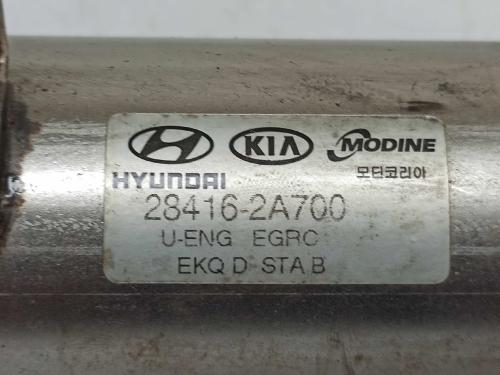 KIA MODINE
HYUNDAI 모딘코리아
28416-2A700
U-ENG EGRC
EKQ D STA B